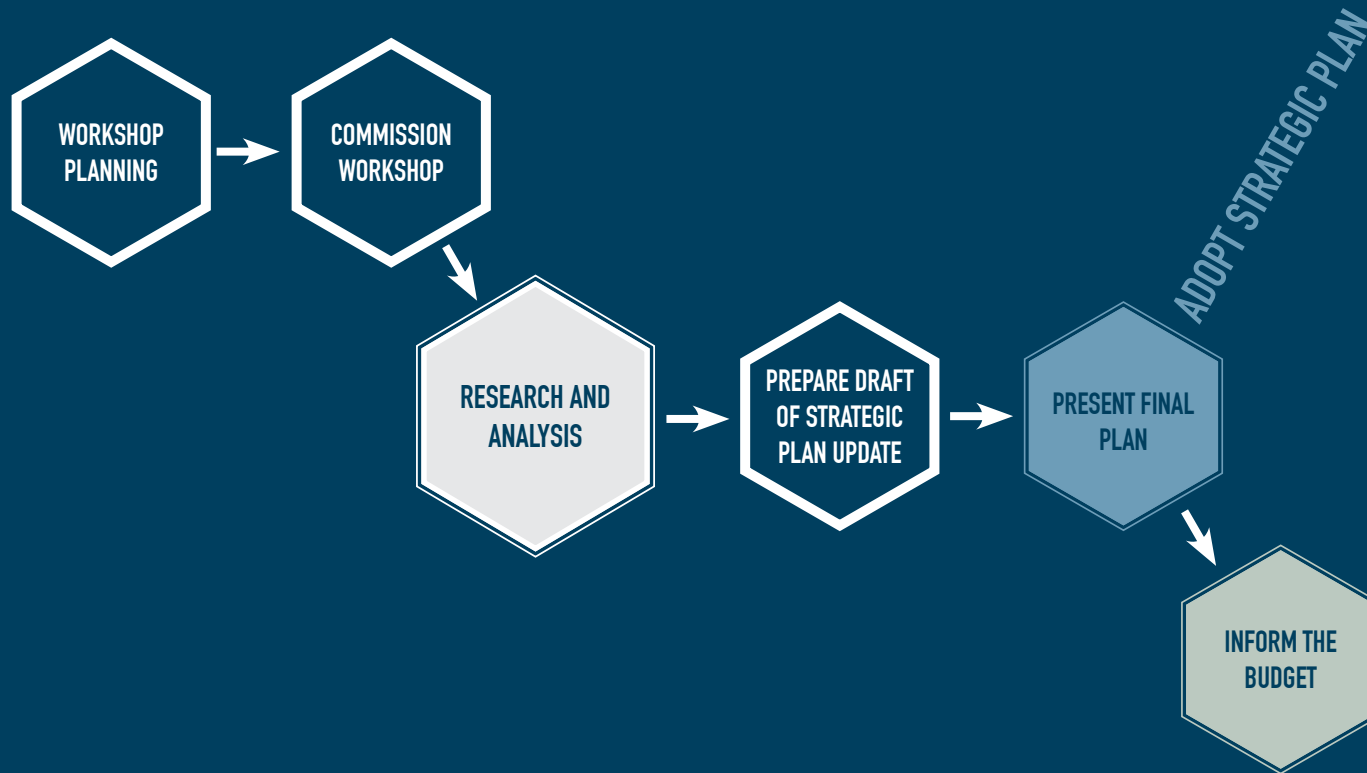 WORKSHOP
PLANNING
COMMISSION
WORKSHOP
RESEARCH AND
ANALYSIS
PREPARE DRAFT
OF STRATEGIC
PLAN UPDATE
PRESENT FINAL
PLAN
ADOPT STRATEGIC PLAN
INFORM THE
BUDGET